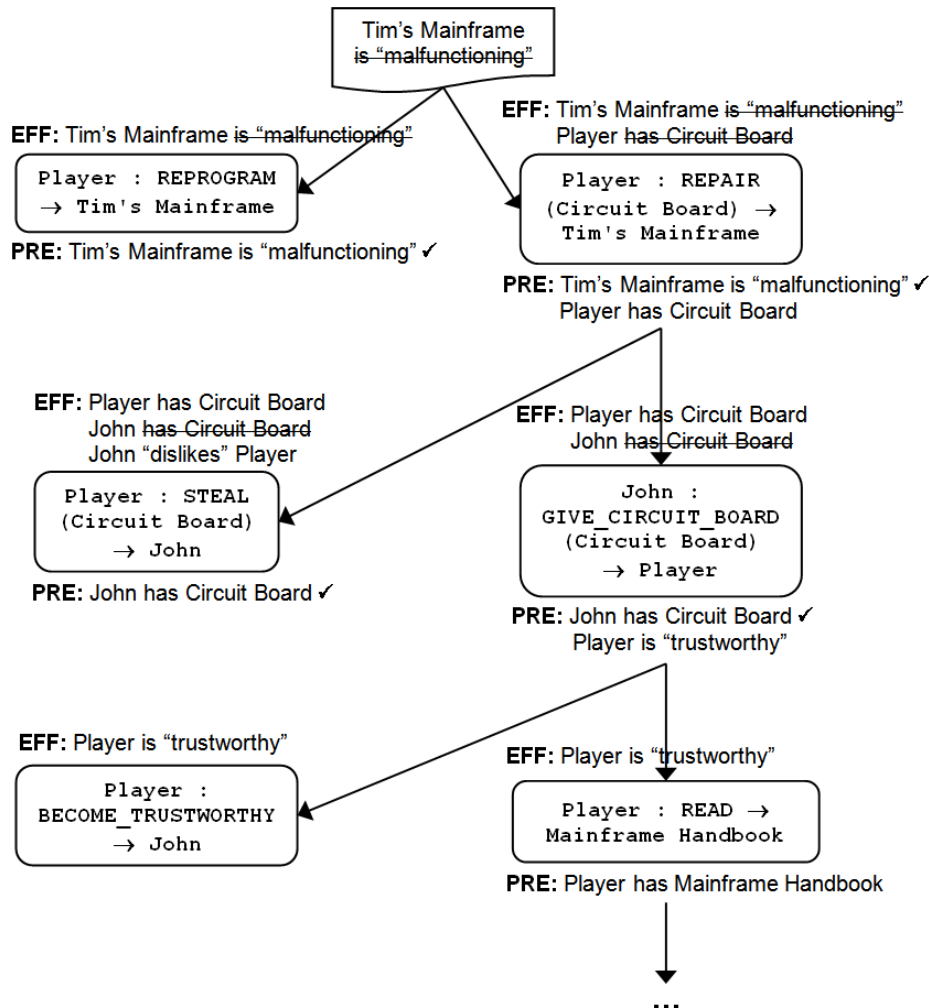 Tim's Mainframe
is “malfunctioning”
EFF: Tim's Mainframe is “malfunctioning”
Player : REPROGRAM
→ Tim's Mainframe
PRE: Tim's Mainframe is “malfunctioning” ✓
EFF: Tim's Mainframe is “malfunctioning”
Player has Circuit Board
Player : REPAIR
(Circuit Board) →
Tim's Mainframe
PRE: Tim's Mainframe is “malfunctioning” ✓
Player has Circuit Board
EFF: Player has Circuit Board
John has Circuit Board
John “dislikes” Player
Player : STEAL
(Circuit Board)
→ John
PRE: John has Circuit Board ✓
EFF: Player has Circuit Board
John has Circuit Board
John :
GIVE_CIRCUIT_BOARD
(Circuit Board)
→ Player
PRE: John has Circuit Board ✓
Player is “trustworthy”
EFF: Player is “trustworthy”
Player :
BECOME_TRUSTWORTHY
→ John
EFF: Player is “trustworthy”
Player : READ →
Mainframe Handbook
PRE: Player has Mainframe Handbook
...